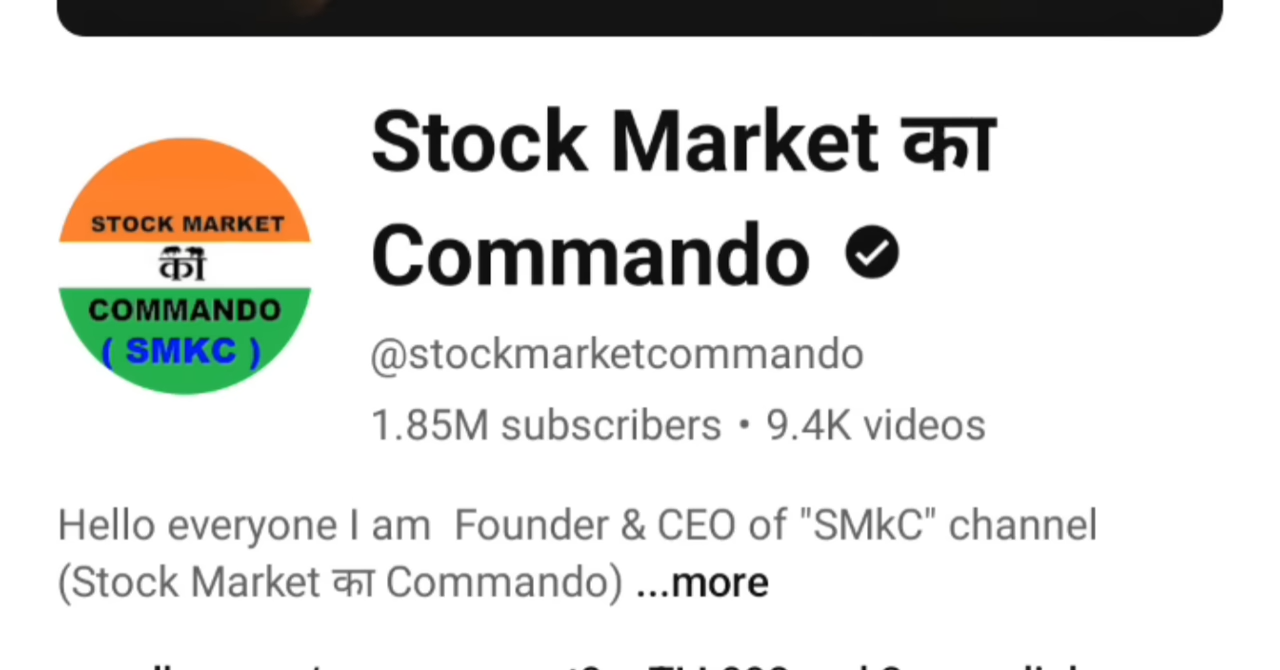 STOCK MARKET
का
COMMANDO
( SMKC )
Stock Market का
Commando
@stockmarketcommando
1.85M subscribers • 9.4K videos
Hello everyone I am  Founder & CEO of "SMkC" channel
(Stock Market का Commando) ...more